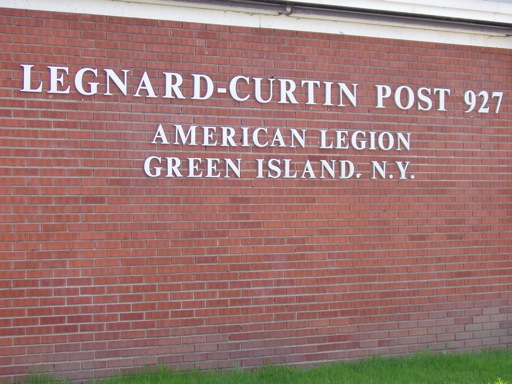 LEGNARD-CURTIN POST 927
AMERICAN LEGION
GREEN ISLAND. N.Y.